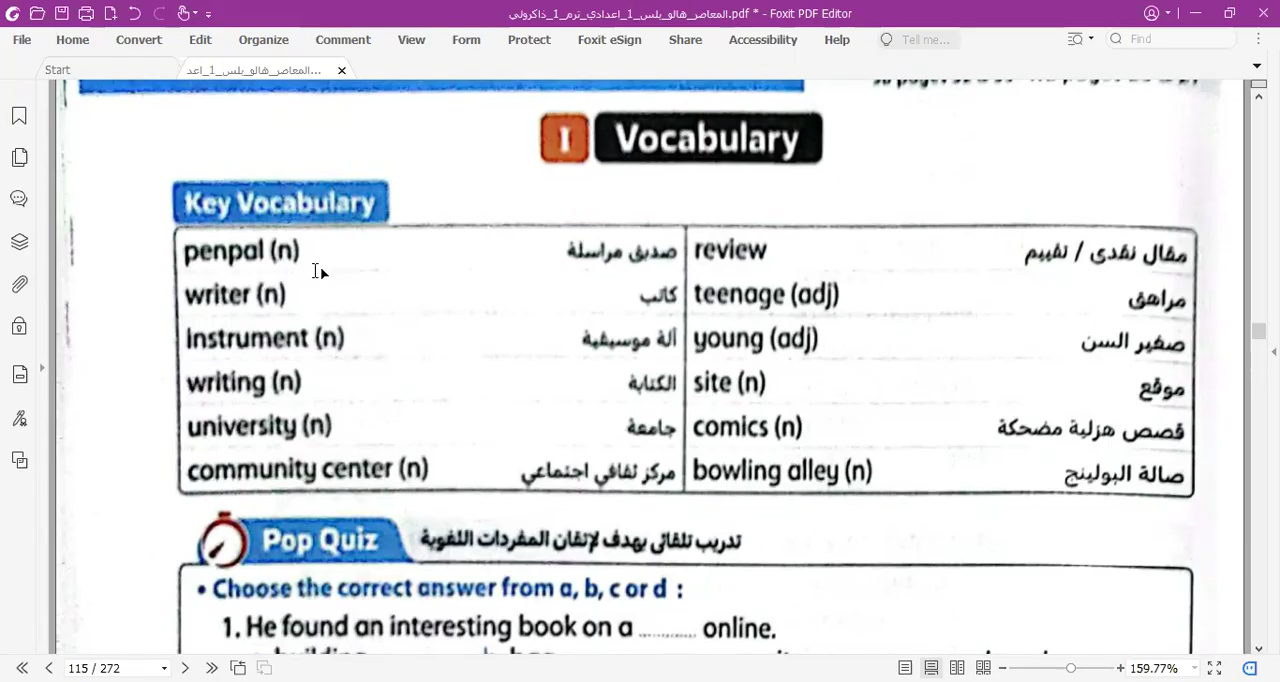 المعاصر_هالو_بلس_1_اعدادي_ترم_1_ذاكرولي.pdf * - Foxit PDF Editor
File Home Convert Edit Organize Comment View Form Protect Foxit eSign Share Accessibility Help Tell me... Find
Start المعاصر_هالو_بلس_1_اعد...
I Vocabulary
Key Vocabulary
penpal (n) صديق مراسلة review مقال نقدى / تقييم
writer (n) كاتب teenage (adj) مراهق
Instrument (n) آلة موسيقية young (adj) صغير السن
writing (n) الكتابة site (n) موقع
university (n) جامعة comics (n) قصص هزلية مضحكة
community center (n) مركز ثقافي اجتماعي bowling alley (n) صالة البولينج
Pop Quiz تدريب تلقائى يهدف لإتقان المفردات اللغوية
• Choose the correct answer from a, b, c or d :
1. He found an interesting book on a .......... online.
115 / 272 159.77%